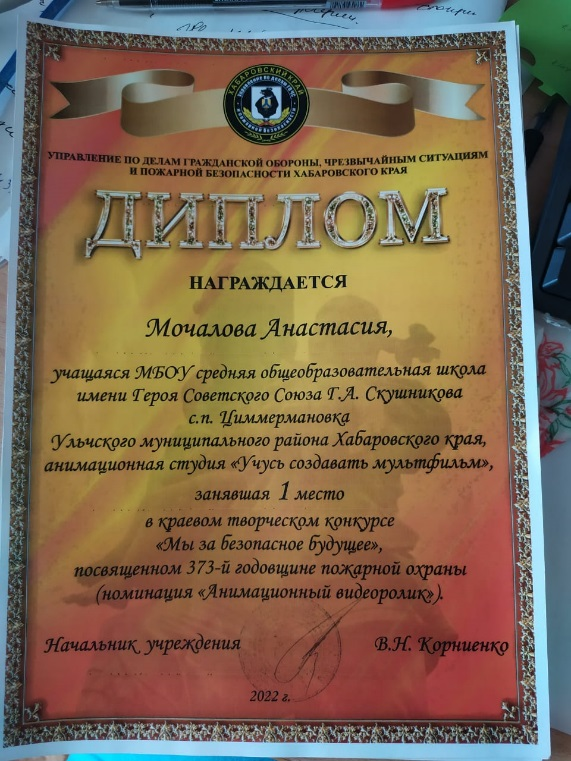 ХАБАРОВСКИЙ КРАЙ
УПРАВЛЕНИЕ ПО ДЕЛАМ ГРАЖДАНСКОЙ ОБОРОНЫ, ЧРЕЗВЫЧАЙНЫМ СИТУАЦИЯМ
И ПОЖАРНОЙ БЕЗОПАСНОСТИ ХАБАРОВСКОГО КРАЯ
ДИПЛОМ
НАГРАЖДАЕТСЯ
Мочалова Анастасия,
учащаяся МБОУ средняя общеобразовательная школа
имени Героя Советского Союза Г.А. Скушникова
с.п. Циммермановка
Ульчского муниципального района Хабаровского края,
анимационная студия «Учусь создавать мультфильм»,
занявшая 1 место
в краевом творческом конкурсе
«Мы за безопасное будущее»,
посвященном 373-й годовщине пожарной охраны
(номинация «Анимационный видеоролик»).
Начальник учреждения В.Н. Корниенко
2022 г.